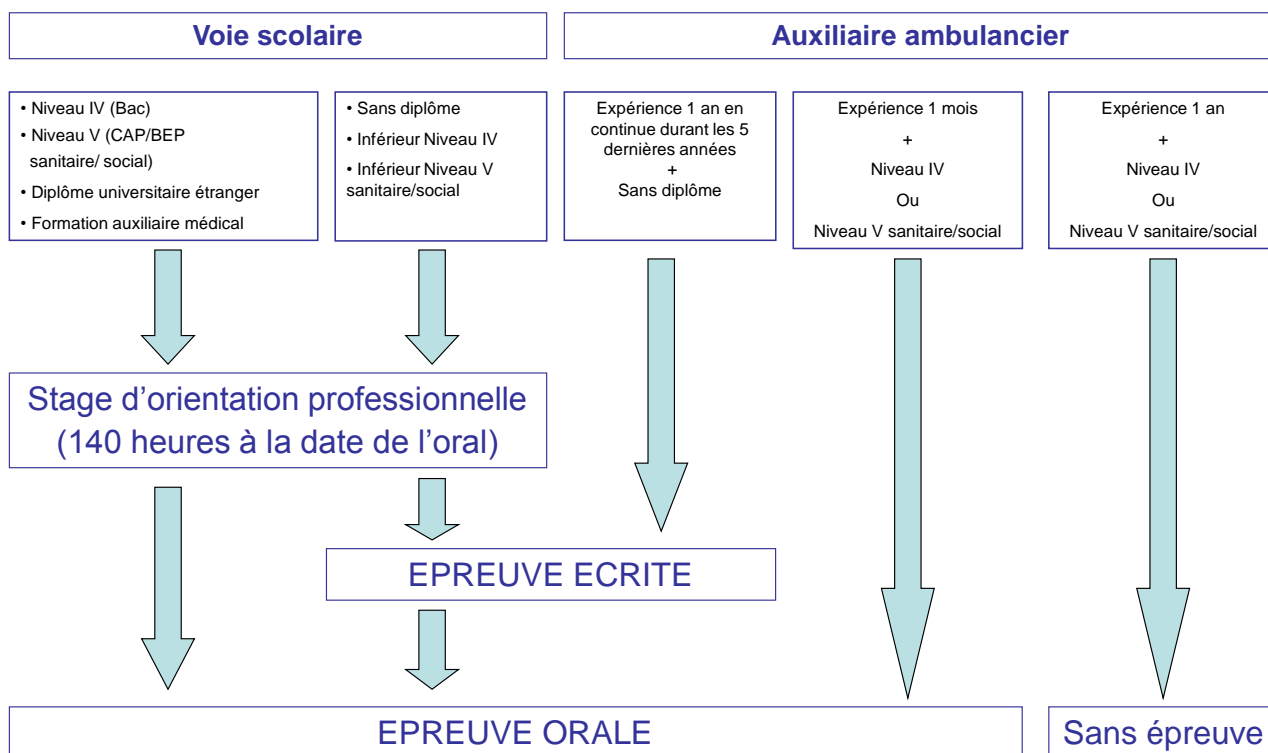 Voie scolaire
Auxiliaire ambulancier
• Niveau IV (Bac)
• Niveau V (CAP/BEP
sanitaire/ social)
• Diplôme universitaire étranger
• Formation auxiliaire médical
• Sans diplôme
• Inférieur Niveau IV
• Inférieur Niveau V
sanitaire/social
Expérience 1 an en
continue durant les 5
dernières années
+
Sans diplôme
Expérience 1 mois
+
Niveau IV
Ou
Niveau V sanitaire/social
Expérience 1 an
+
Niveau IV
Ou
Niveau V sanitaire/social
Stage d’orientation professionnelle
(140 heures à la date de l’oral)
EPREUVE ECRITE
EPREUVE ORALE
Sans épreuve